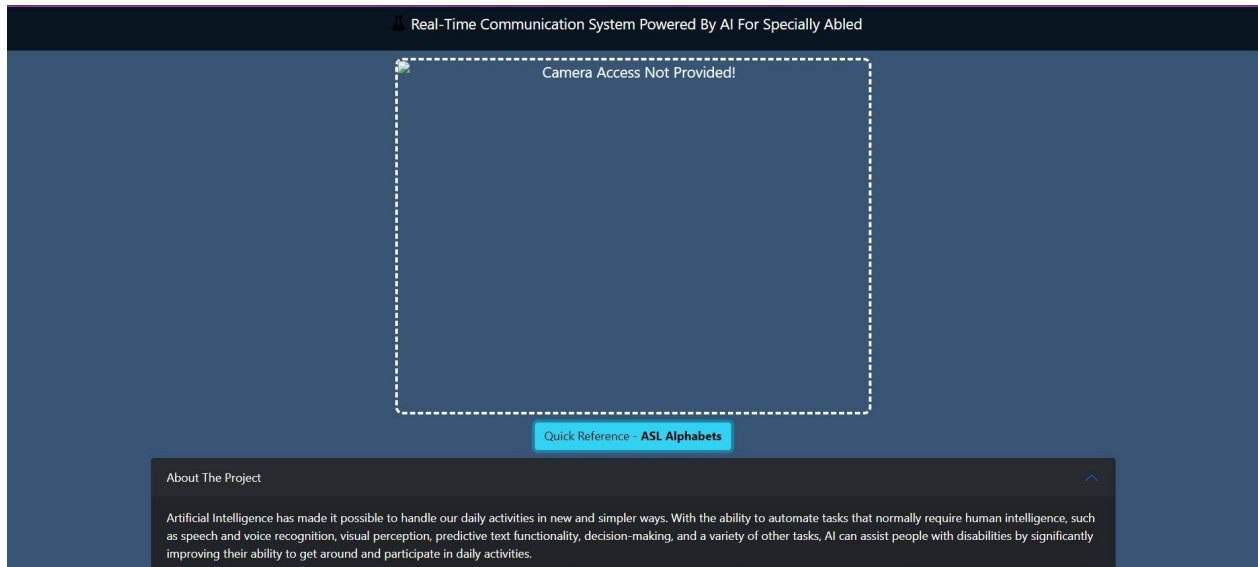 Real-Time Communication System Powered By AI For Specially Abled
Camera Access Not Provided!
Quick Reference - ASL Alphabets
About The Project
Artificial Intelligence has made it possible to handle our daily activities in new and simpler ways. With the ability to automate tasks that normally require human intelligence, such
as speech and voice recognition, visual perception, predictive text functionality, decision-making, and a variety of other tasks, AI can assist people with disabilities by significantly
improving their ability to get around and participate in daily activities.